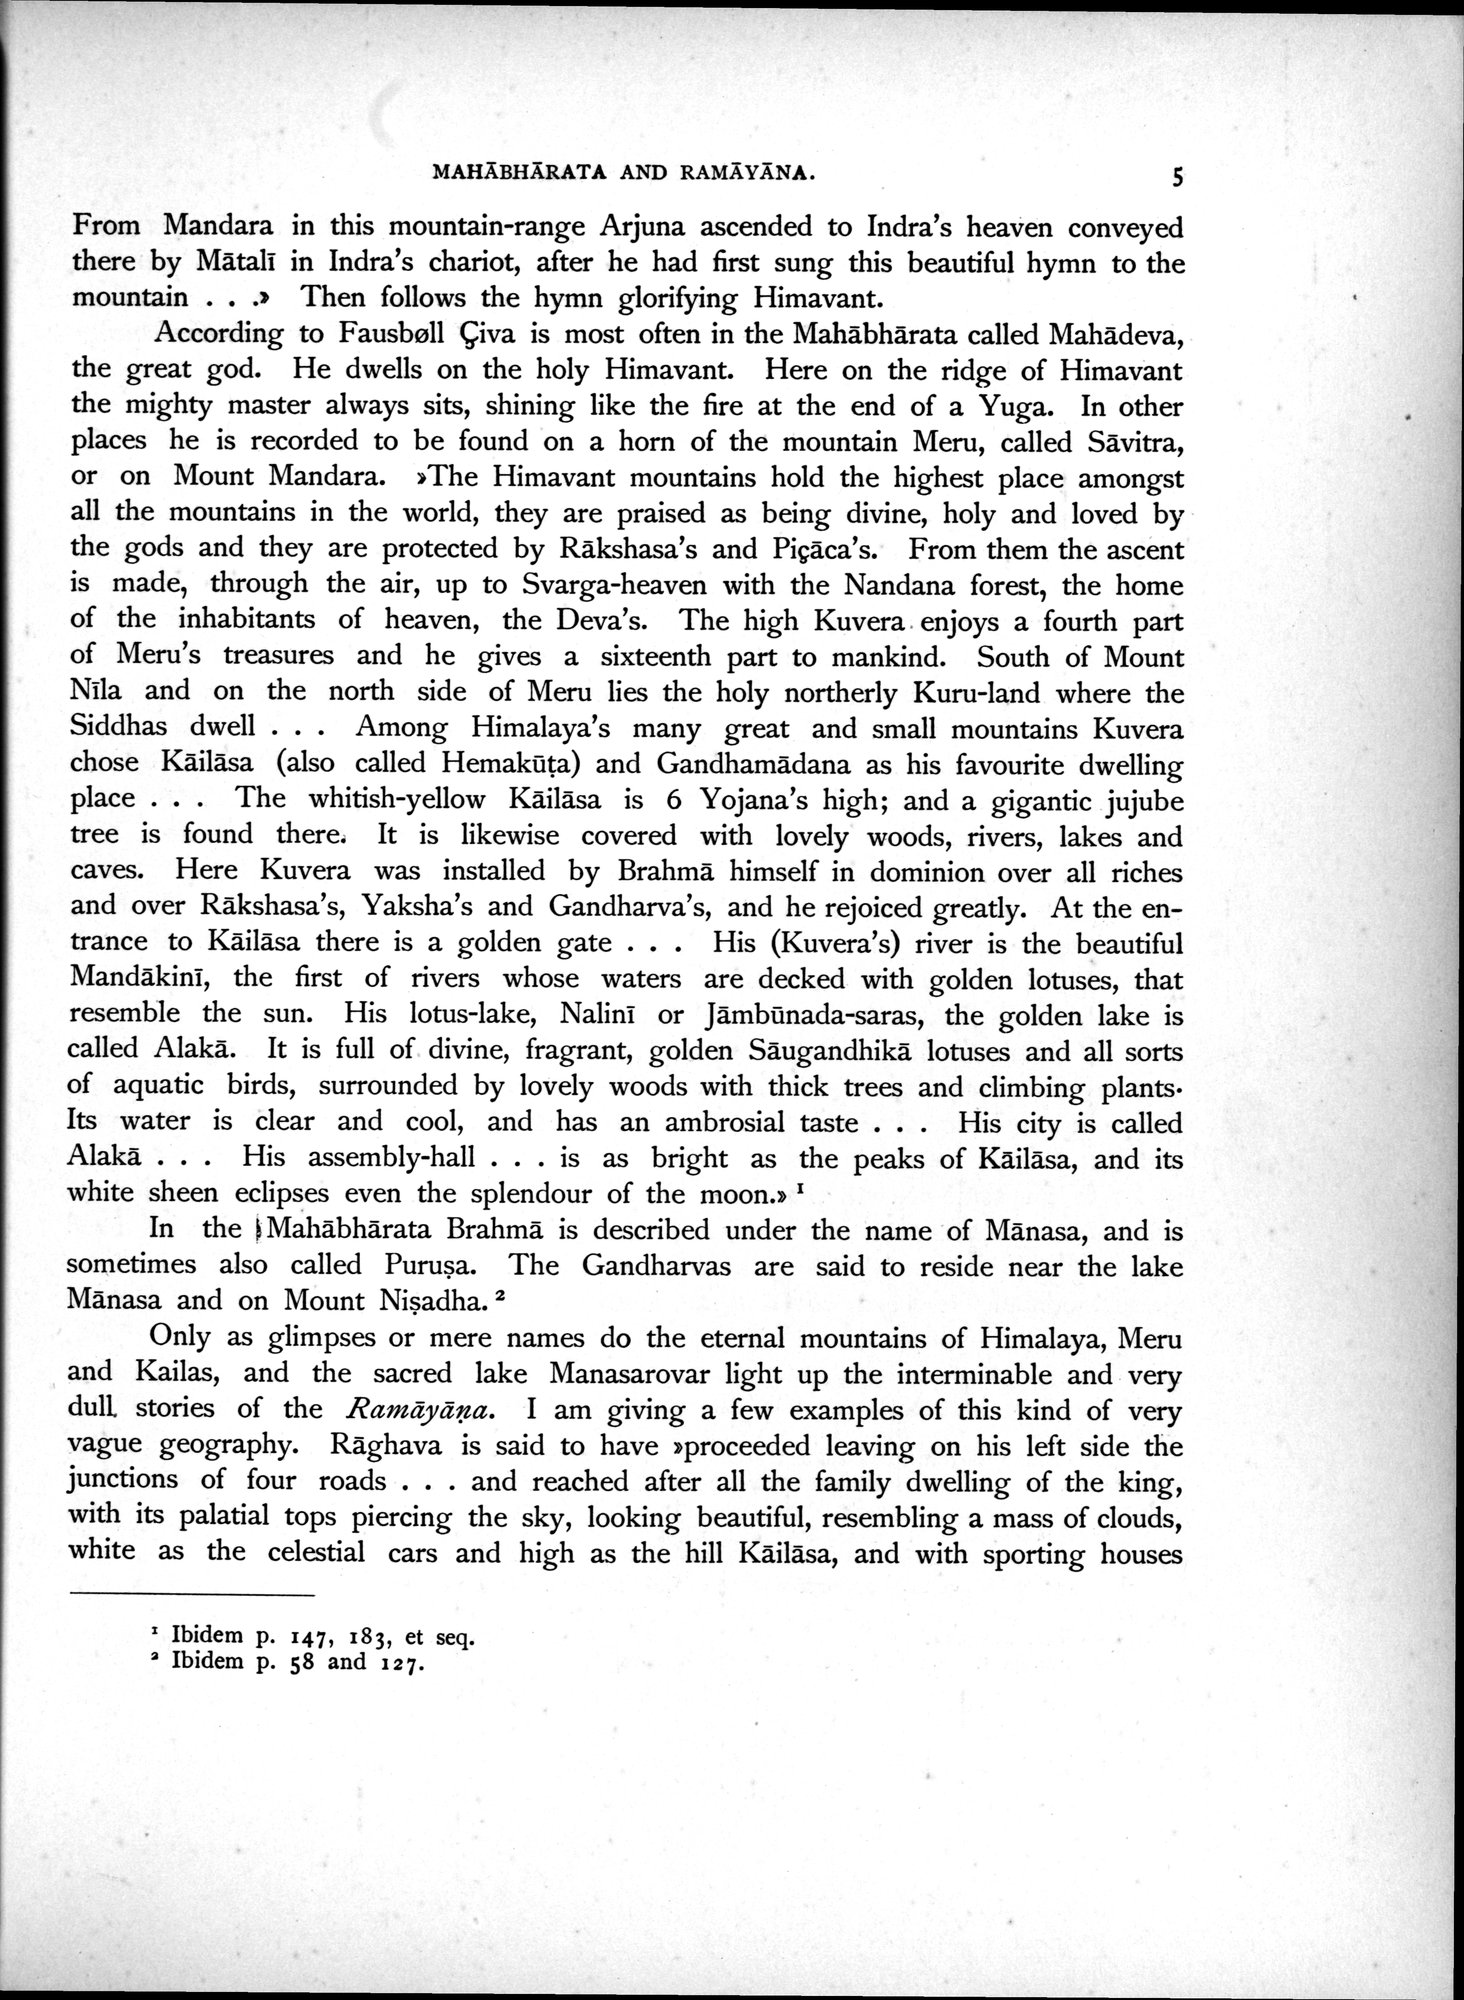 MAHĀBHĀRATA AND RAMĀYĀNA. 5
From Mandara in this mountain-range Arjuna ascended to Indra's heaven conveyed
there by Mātalī in Indra's chariot, after he had first sung this beautiful hymn to the
mountain . . .» Then follows the hymn glorifying Himavant.
According to Fausbøll Çiva is most often in the Mahābhārata called Mahādeva,
the great god. He dwells on the holy Himavant. Here on the ridge of Himavant
the mighty master always sits, shining like the fire at the end of a Yuga. In other
places he is recorded to be found on a horn of the mountain Meru, called Sāvitra,
or on Mount Mandara. »The Himavant mountains hold the highest place amongst
all the mountains in the world, they are praised as being divine, holy and loved by
the gods and they are protected by Rākshasa's and Piçāca's. From them the ascent
is made, through the air, up to Svarga-heaven with the Nandana forest, the home
of the inhabitants of heaven, the Deva's. The high Kuvera enjoys a fourth part
of Meru's treasures and he gives a sixteenth part to mankind. South of Mount
Nīla and on the north side of Meru lies the holy northerly Kuru-land where the
Siddhas dwell . . . Among Himalaya's many great and small mountains Kuvera
chose Kāilāsa (also called Hemakūṭa) and Gandhamādana as his favourite dwelling
place . . . The whitish-yellow Kāilāsa is 6 Yojana's high; and a gigantic jujube
tree is found there. It is likewise covered with lovely woods, rivers, lakes and
caves. Here Kuvera was installed by Brahmā himself in dominion over all riches
and over Rākshasa's, Yaksha's and Gandharva's, and he rejoiced greatly. At the en-
trance to Kāilāsa there is a golden gate . . . His (Kuvera's) river is the beautiful
Mandākinī, the first of rivers whose waters are decked with golden lotuses, that
resemble the sun. His lotus-lake, Nalinī or Jāmbūnada-saras, the golden lake is
called Alakā. It is full of divine, fragrant, golden Sāugandhikā lotuses and all sorts
of aquatic birds, surrounded by lovely woods with thick trees and climbing plants.
Its water is clear and cool, and has an ambrosial taste . . . His city is called
Alakā . . . His assembly-hall . . . is as bright as the peaks of Kāilāsa, and its
white sheen eclipses even the splendour of the moon.» ¹
In the Mahābhārata Brahmā is described under the name of Mānasa, and is
sometimes also called Puruṣa. The Gandharvas are said to reside near the lake
Mānasa and on Mount Niṣadha. ²
Only as glimpses or mere names do the eternal mountains of Himalaya, Meru
and Kailas, and the sacred lake Manasarovar light up the interminable and very
dull stories of the Ramāyāṇa. I am giving a few examples of this kind of very
vague geography. Rāghava is said to have »proceeded leaving on his left side the
junctions of four roads . . . and reached after all the family dwelling of the king,
with its palatial tops piercing the sky, looking beautiful, resembling a mass of clouds,
white as the celestial cars and high as the hill Kāilāsa, and with sporting houses
¹ Ibidem p. 147, 183, et seq.
² Ibidem p. 58 and 127.